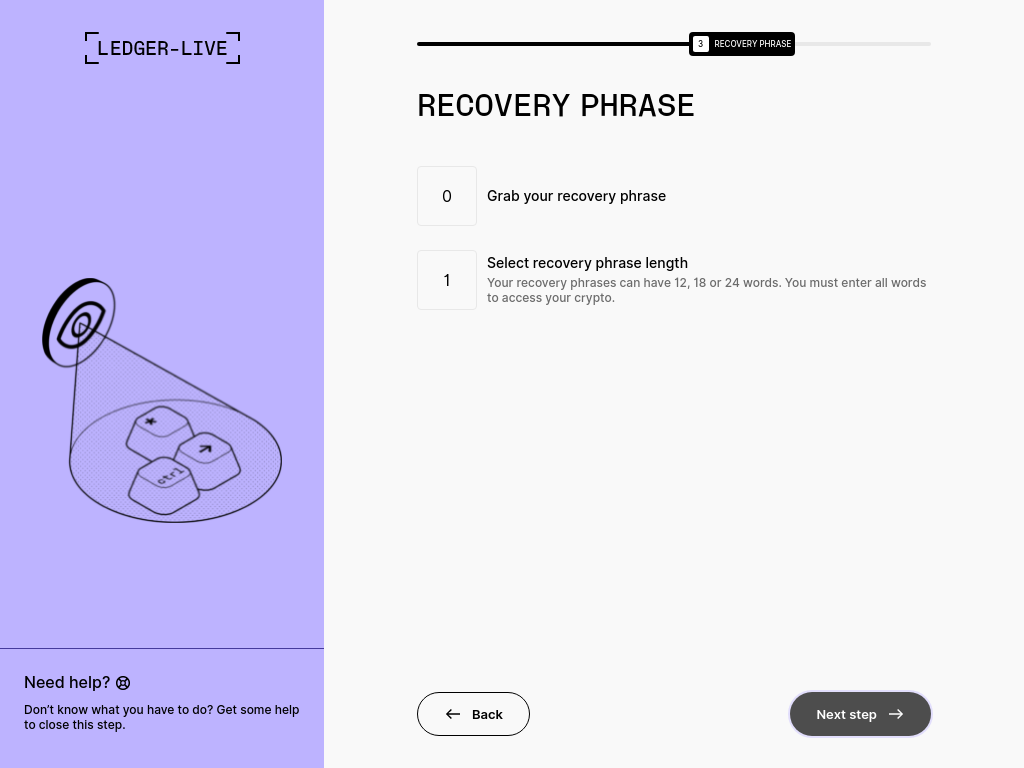 LEDGER-LIVE
3 RECOVERY PHRASE
RECOVERY PHRASE
0 Grab your recovery phrase
1 Select recovery phrase length
Your recovery phrases can have 12, 18 or 24 words. You must enter all words
to access your crypto.
*
ctrl
Need help?
Don’t know what you have to do? Get some help
to close this step.
Back
Next step